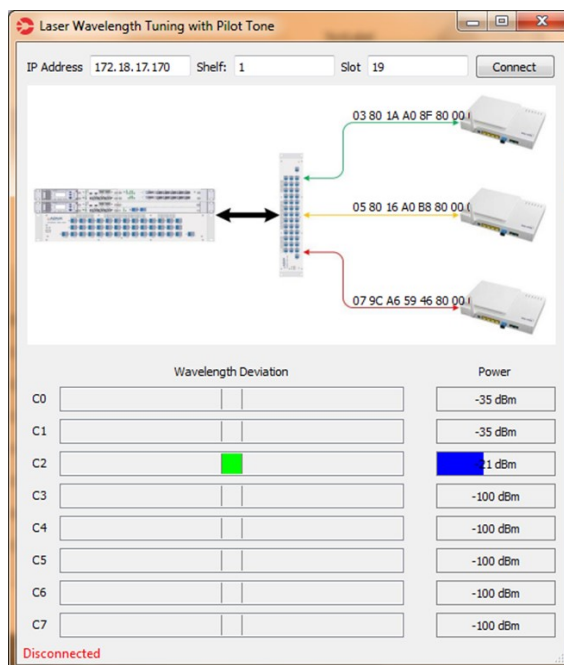 Laser Wavelength Tuning with Pilot Tone
IP Address 172.18.17.170 Shelf: 1 Slot 19 Connect
03 80 1A A0 8F 80 00
05 80 16 A0 B8 80 00
07 9C A6 59 46 80 00
Wavelength Deviation Power
C0 -35 dBm
C1 -35 dBm
C2 -21 dBm
C3 -100 dBm
C4 -100 dBm
C5 -100 dBm
C6 -100 dBm
C7 -100 dBm
Disconnected